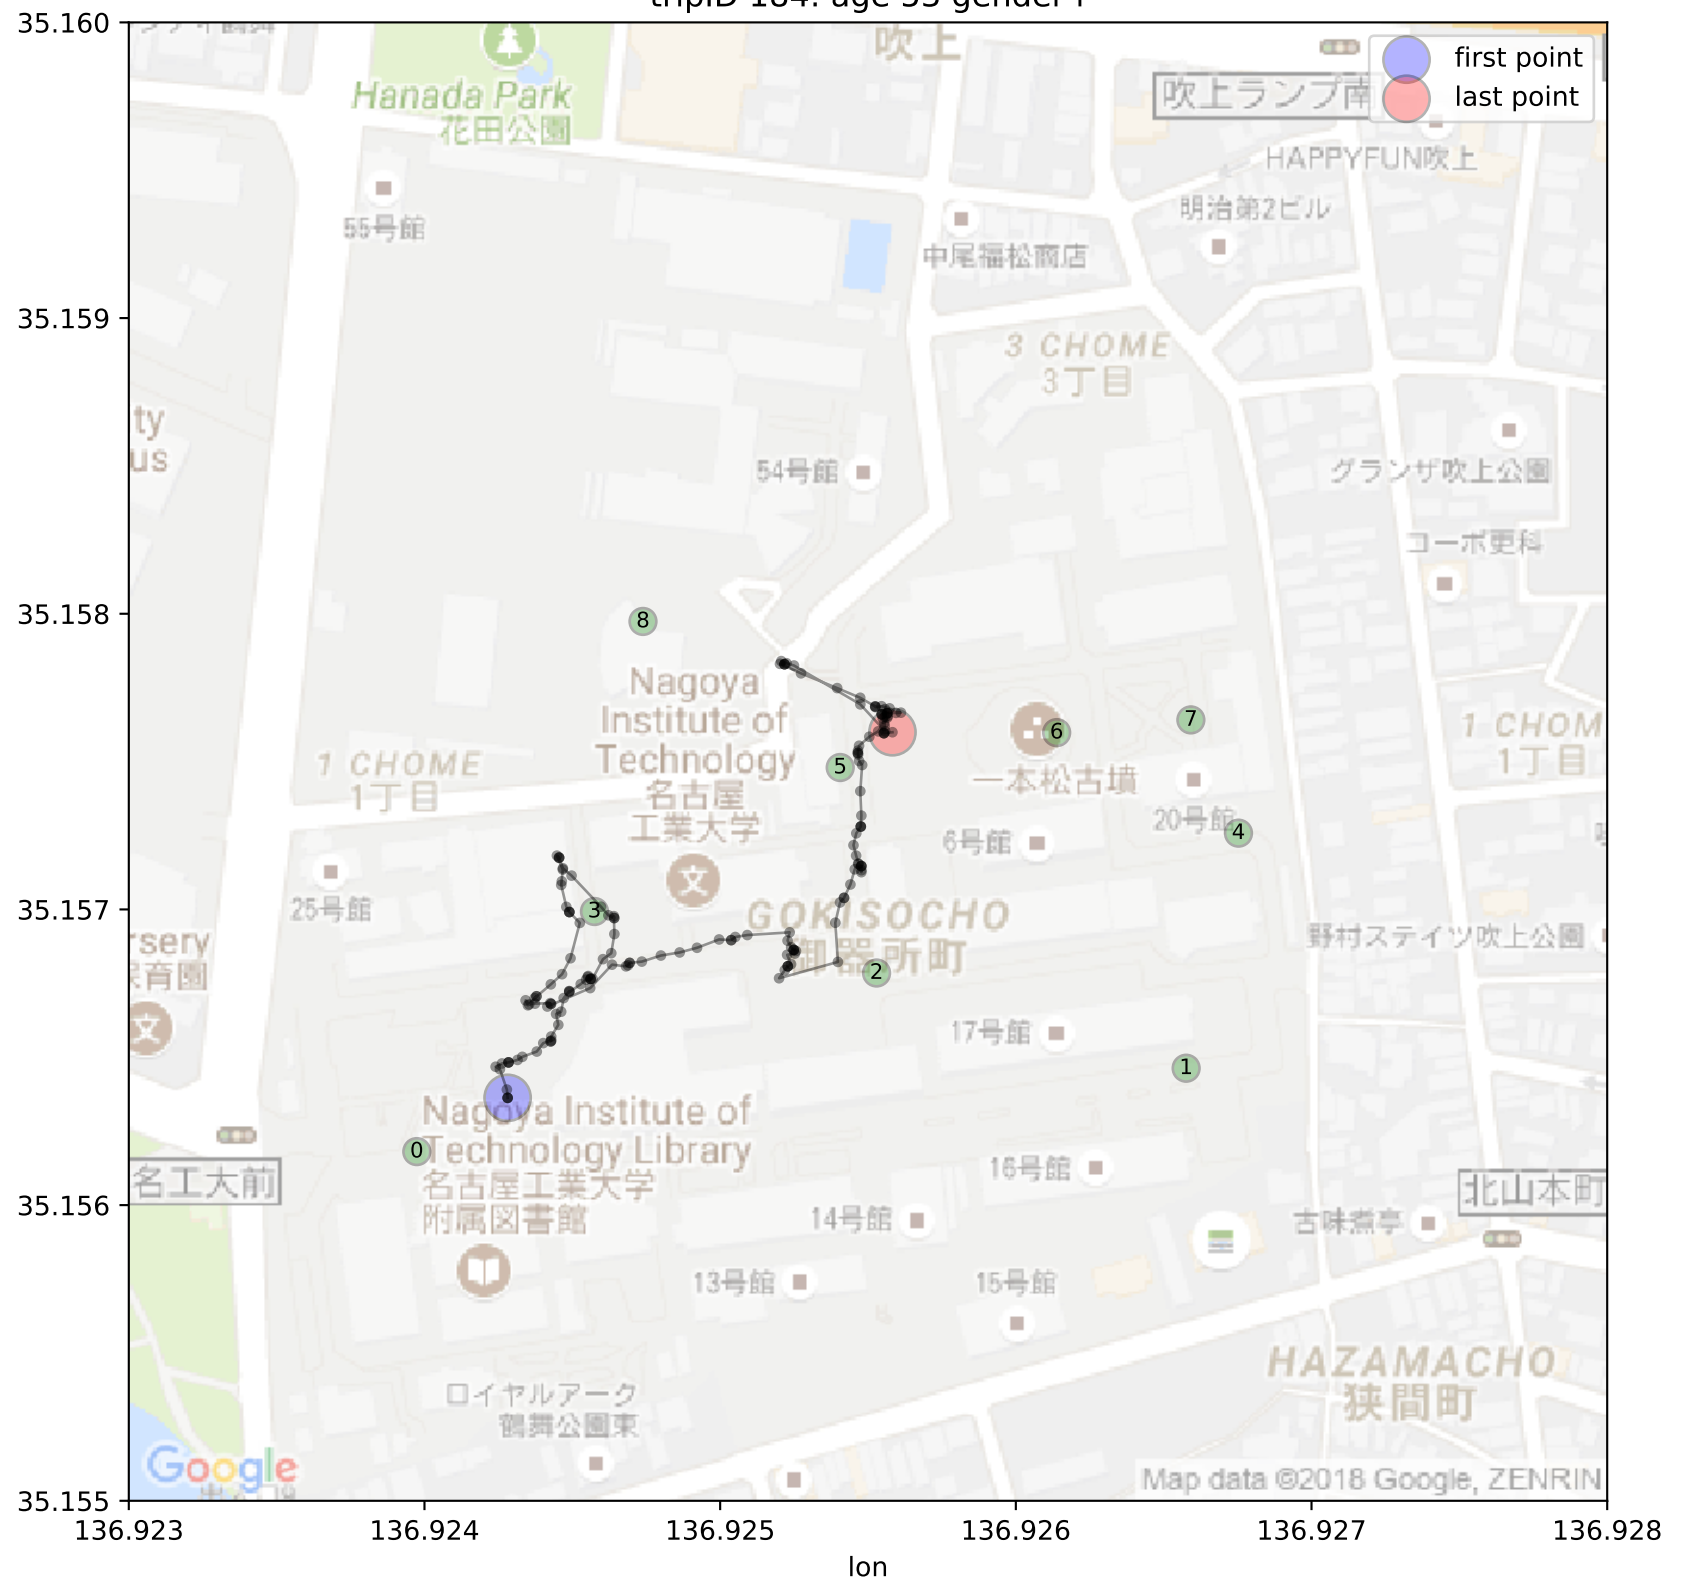 35.160
35.159
35.158
35.157
35.156
35.155
136.923
136.924
136.925
136.926
136.927
136.928
lon
first point
last point
吹上
Hanada Park
花田公園
吹上ランプ南
HAPPYFUN吹上
明治第2ビル
55号館
中尾福松商店
3 CHOME
3丁目
54号館
グランザ吹上公園
コーポ更科
ty
us
8
Nagoya
Institute of
Technology
名古屋
工業大学
1 CHOME
1丁目
5
6
7
一本松古墳
20号館
4
6号館
1 CHOM
1丁目
25号館
3
GOKISOCHO
御器所町
2
野村ステイツ吹上公園
rsery
保育園
17号館
1
Nagoya Institute of
Technology Library
名古屋工業大学
附属図書館
0
名工大前
16号館
14号館
13号館
15号館
北山本町
古味煮亭
HAZAMACHO
狭間町
ロイヤルアーク
鶴舞公園東
Google
Map data ©2018 Google, ZENRIN